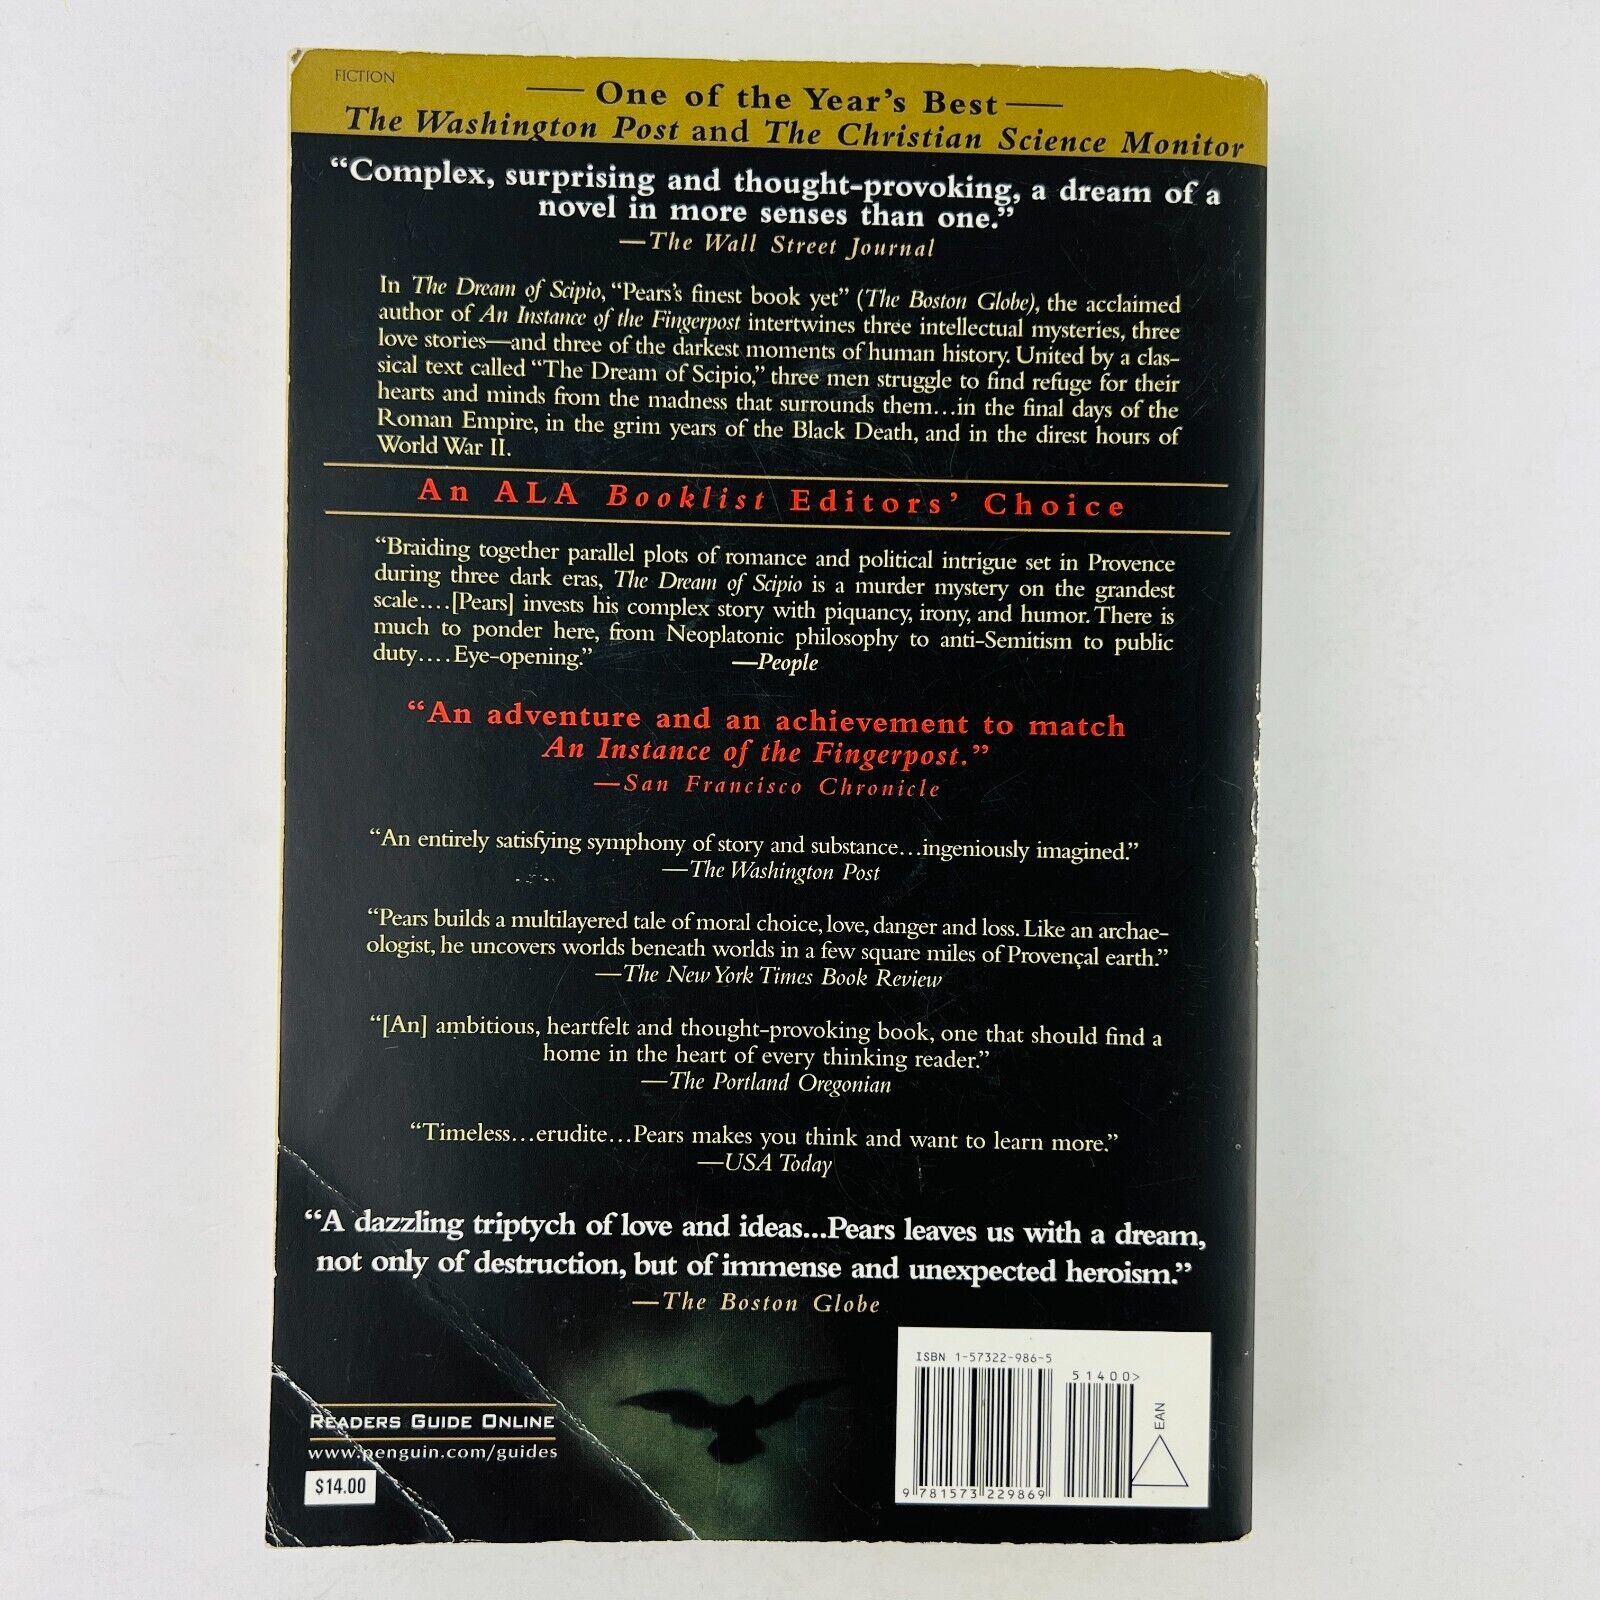 FICTION
— One of the Year's Best —
The Washington Post and The Christian Science Monitor
“Complex, surprising and thought-provoking, a dream of a
novel in more senses than one.”
—The Wall Street Journal
In The Dream of Scipio, “Pears's finest book yet” (The Boston Globe), the acclaimed
author of An Instance of the Fingerpost intertwines three intellectual mysteries, three
love stories—and three of the darkest moments of human history. United by a clas-
sical text called “The Dream of Scipio,” three men struggle to find refuge for their
hearts and minds from the madness that surrounds them…in the final days of the
Roman Empire, in the grim years of the Black Death, and in the direst hours of
World War II.
An ALA Booklist Editors' Choice
“Braiding together parallel plots of romance and political intrigue set in Provence
during three dark eras, The Dream of Scipio is a murder mystery on the grandest
scale….[Pears] invests his complex story with piquancy, irony, and humor. There is
much to ponder here, from Neoplatonic philosophy to anti-Semitism to public
duty….Eye-opening.” —People
“An adventure and an achievement to match
An Instance of the Fingerpost.”
—San Francisco Chronicle
“An entirely satisfying symphony of story and substance…ingeniously imagined.”
—The Washington Post
“Pears builds a multilayered tale of moral choice, love, danger and loss. Like an archae-
ologist, he uncovers worlds beneath worlds in a few square miles of Provençal earth.”
—The New York Times Book Review
“[An] ambitious, heartfelt and thought-provoking book, one that should find a
home in the heart of every thinking reader.”
—The Portland Oregonian
“Timeless…erudite…Pears makes you think and want to learn more.”
—USA Today
“A dazzling triptych of love and ideas...Pears leaves us with a dream,
not only of destruction, but of immense and unexpected heroism.”
—The Boston Globe
READERS GUIDE ONLINE
www.penguin.com/guides
$14.00
ISBN 1-57322-986-5
51400>
EAN
9 781573 229869